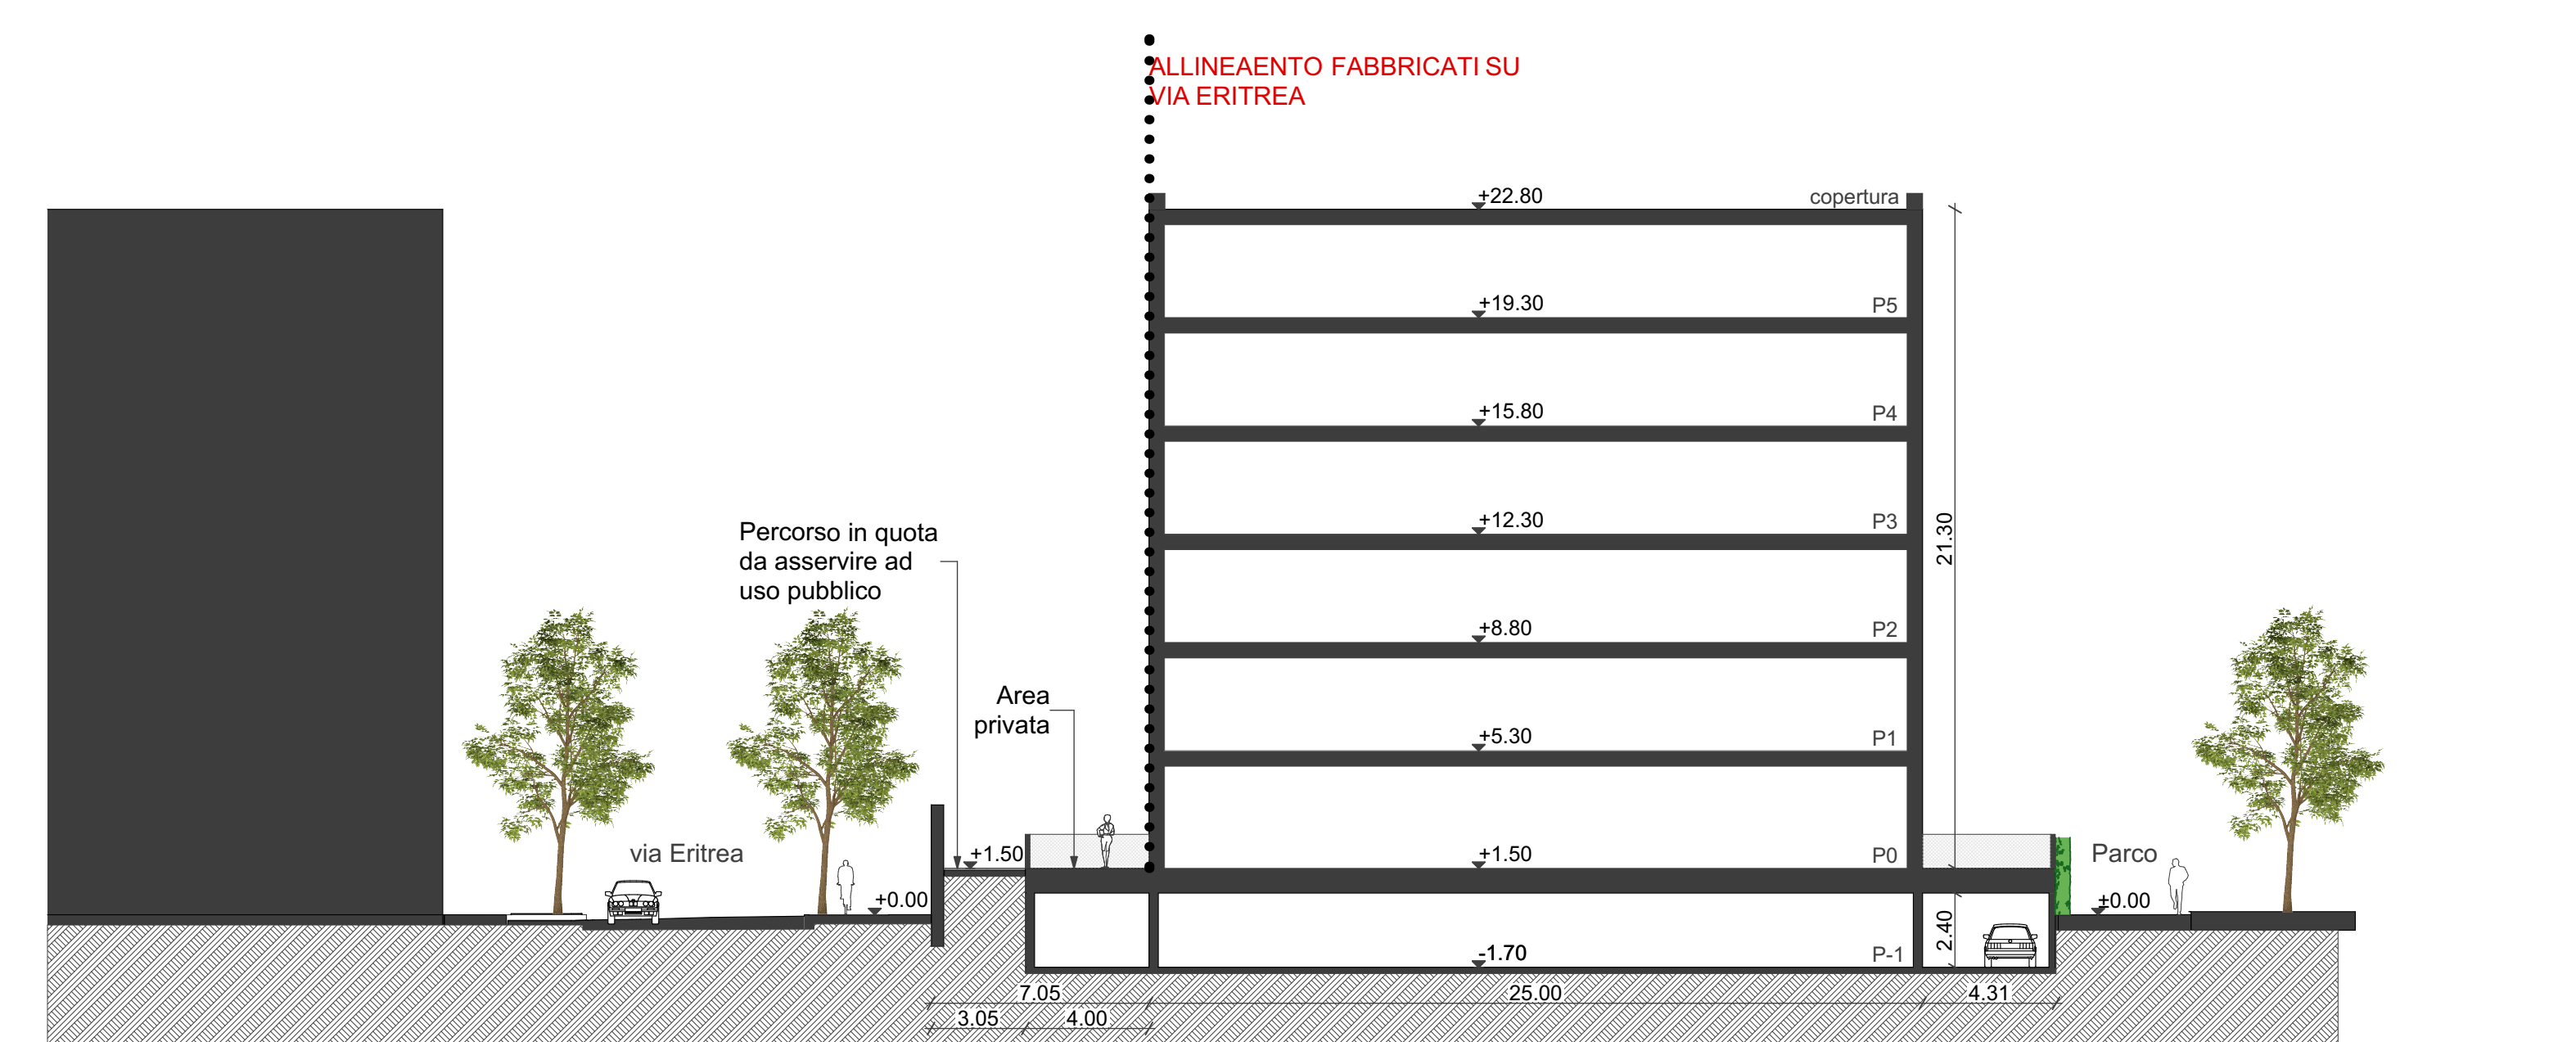 ALLINEAENTO FABBRICATI SU
VIA ERITREA
+22.80
copertura
+19.30
P5
+15.80
P4
+12.30
P3
21.30
Percorso in quota
da asservire ad
uso pubblico
+8.80
P2
Area
privata
+5.30
P1
via Eritrea
+1.50
+1.50
P0
Parco
+0.00
±0.00
2.40
-1.70
P-1
7.05
25.00
4.31
3.05
4.00